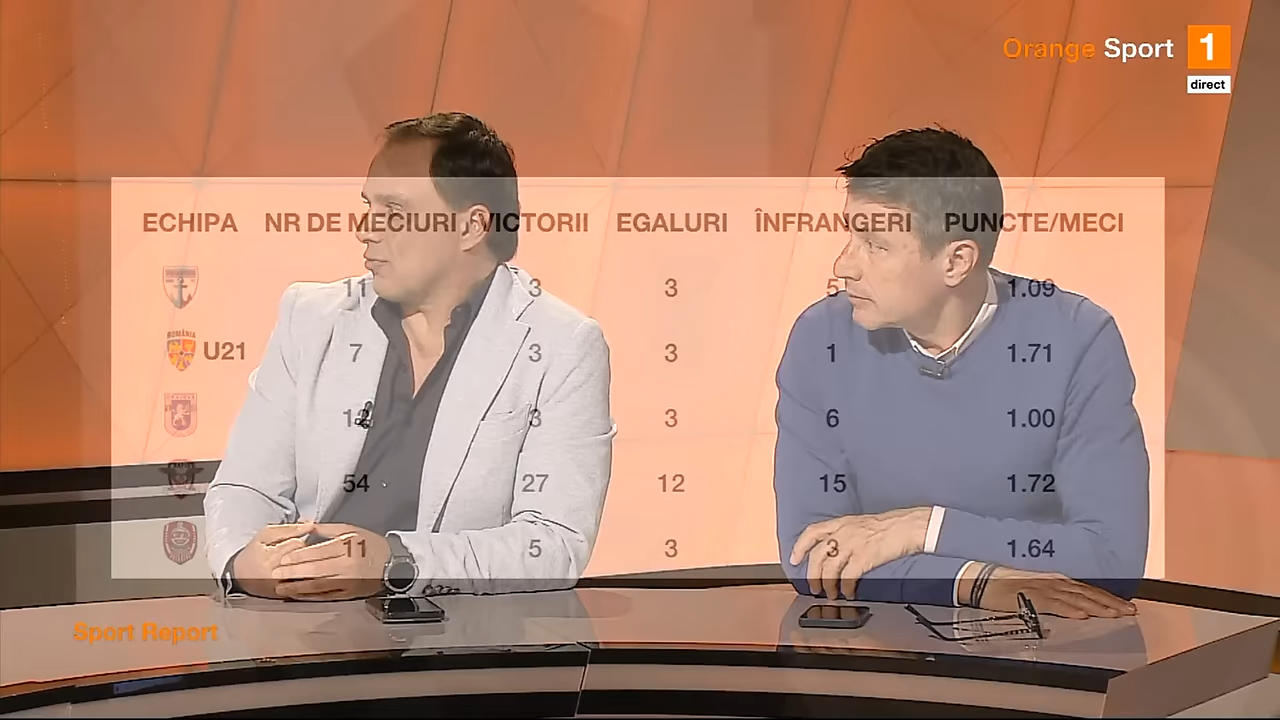 Orange Sport 1
direct
ECHIPA NR DE MECIURI VICTORII EGALURI ÎNFRANGERI PUNCTE/MECI
11 3 3 5 1.09
ROMÂNIA
U21 7 3 3 1 1.71
12 3 3 6 1.00
54 27 12 15 1.72
11 5 3 3 1.64
Sport Report